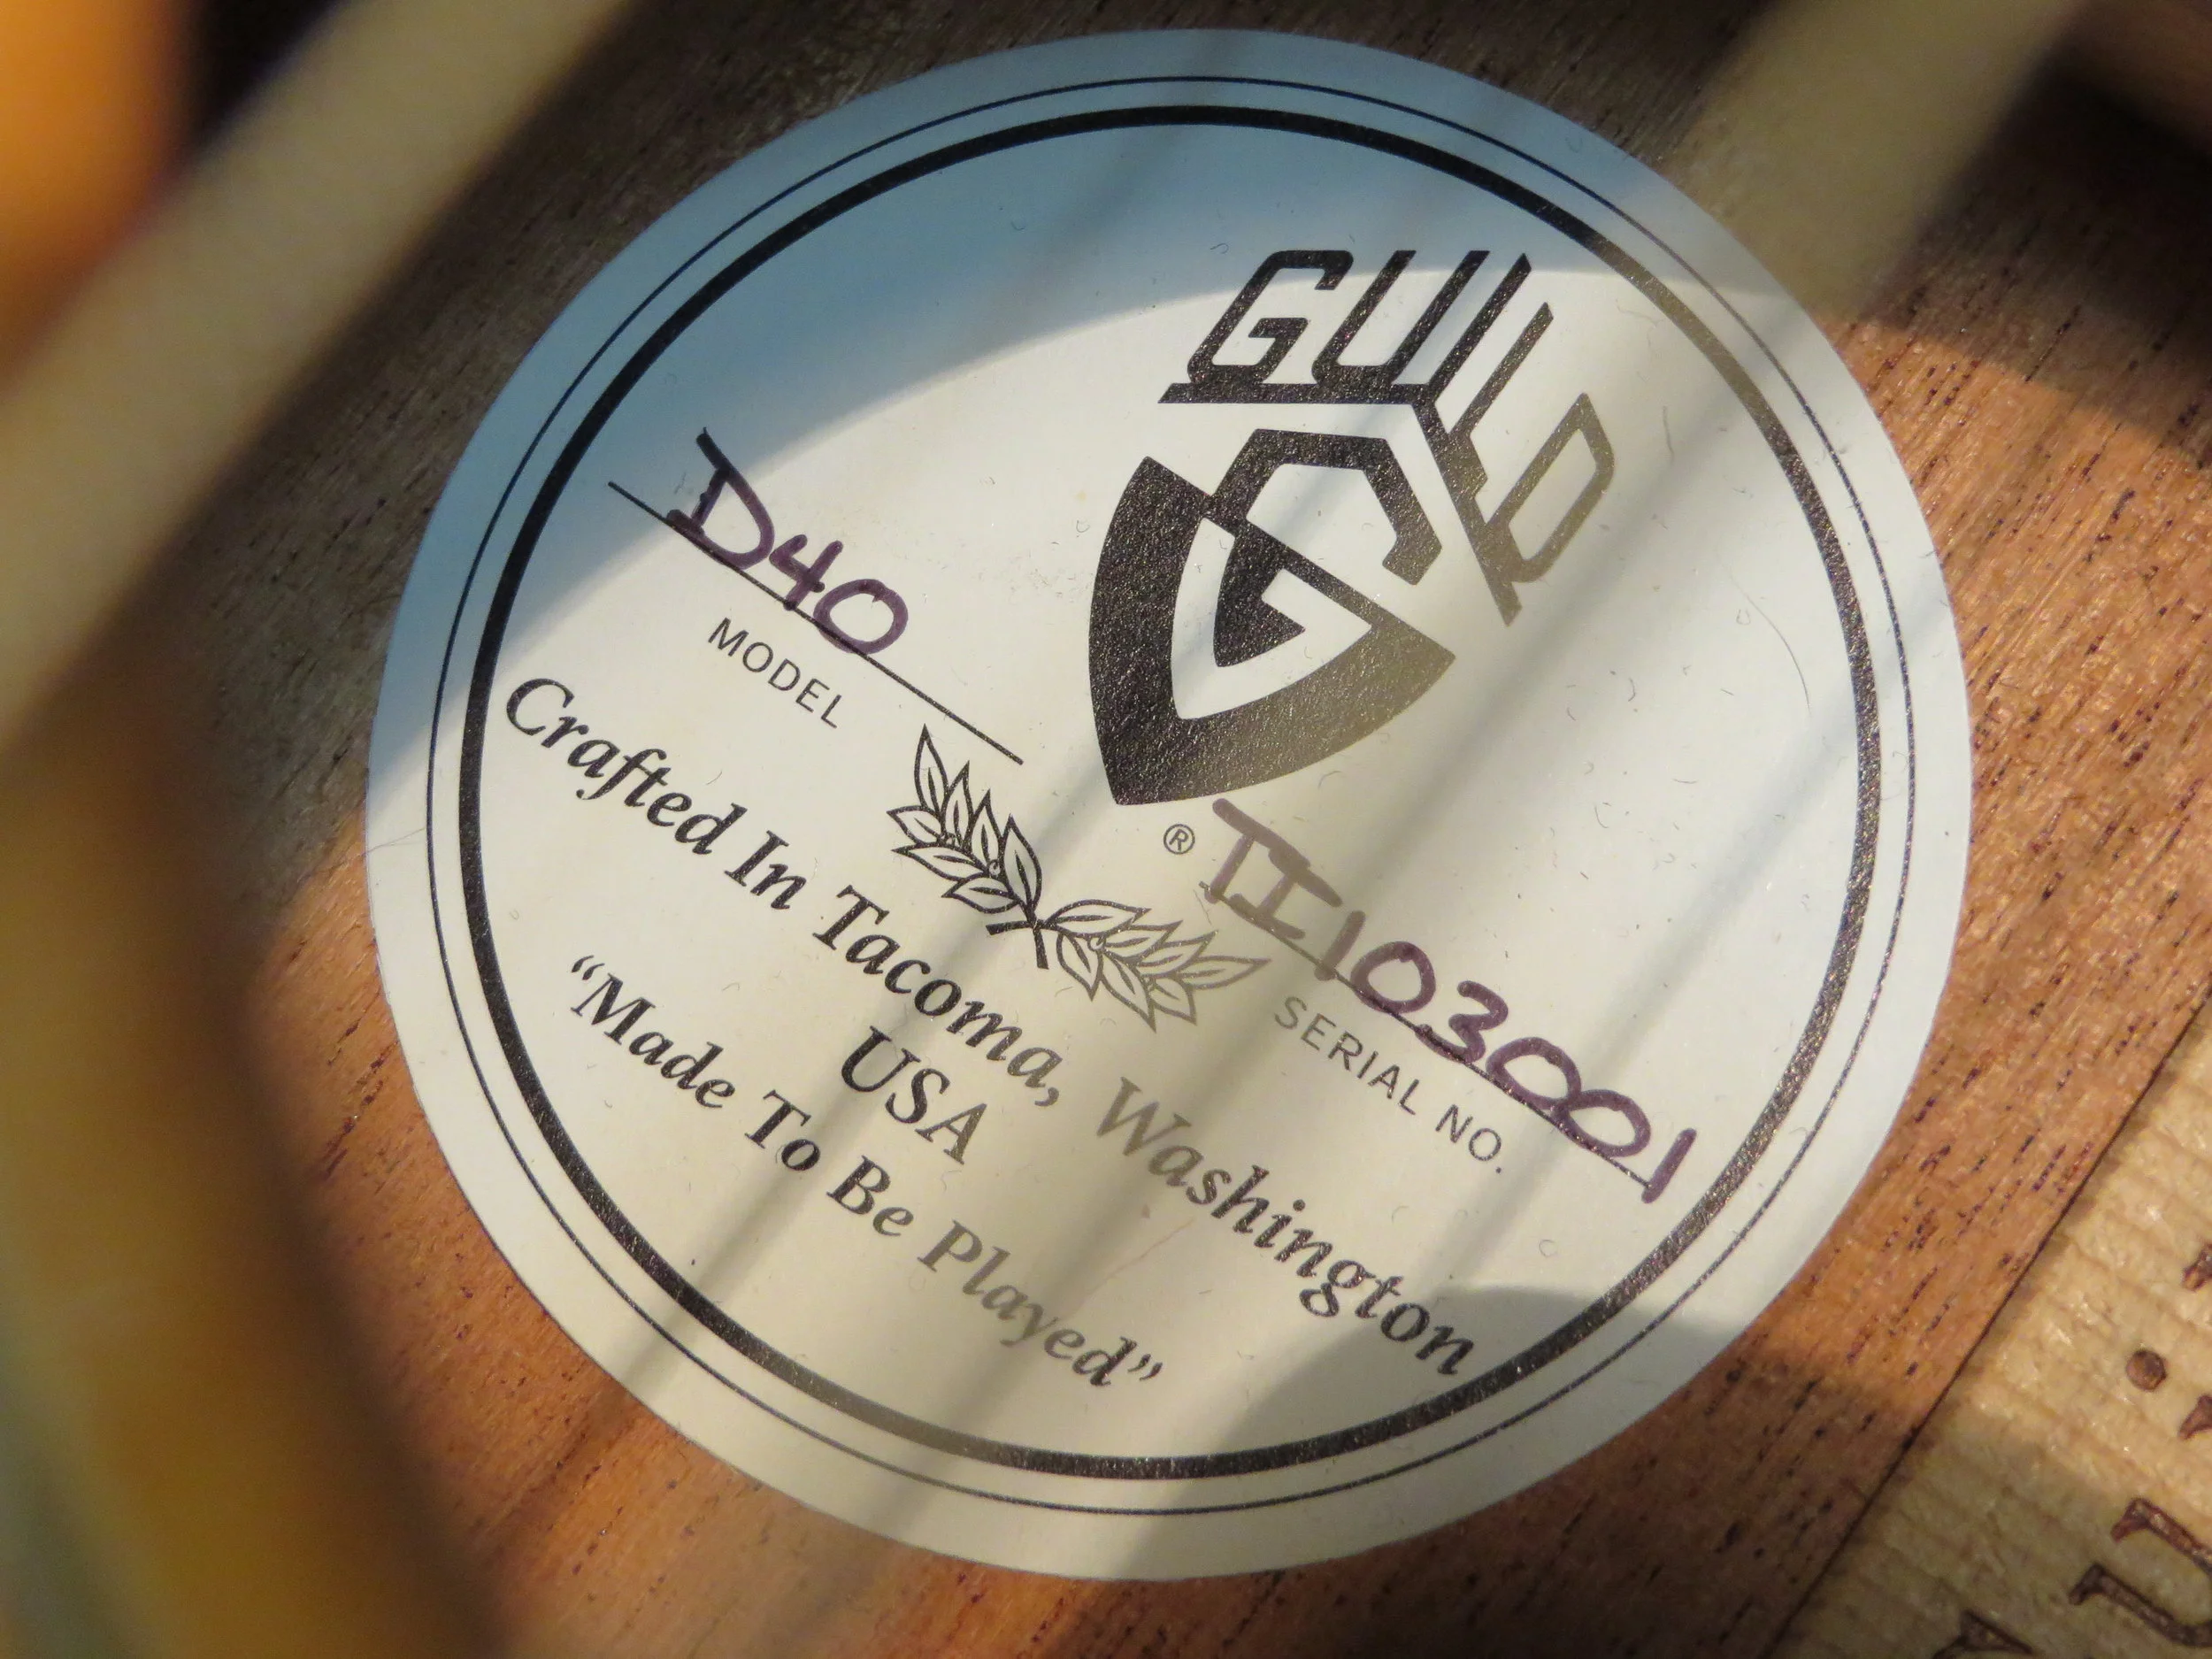 GUILD
®
D40
MODEL
TI103001
SERIAL NO.
Crafted In Tacoma, Washington
USA
“Made To Be Played”